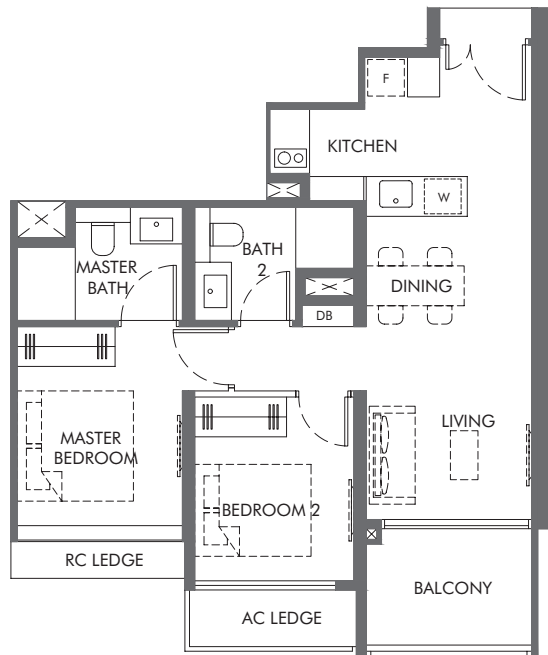 F
KITCHEN
W
BATH
2
MASTER
BATH
DINING
DB
LIVING
MASTER
BEDROOM
BEDROOM 2
RC LEDGE
BALCONY
AC LEDGE